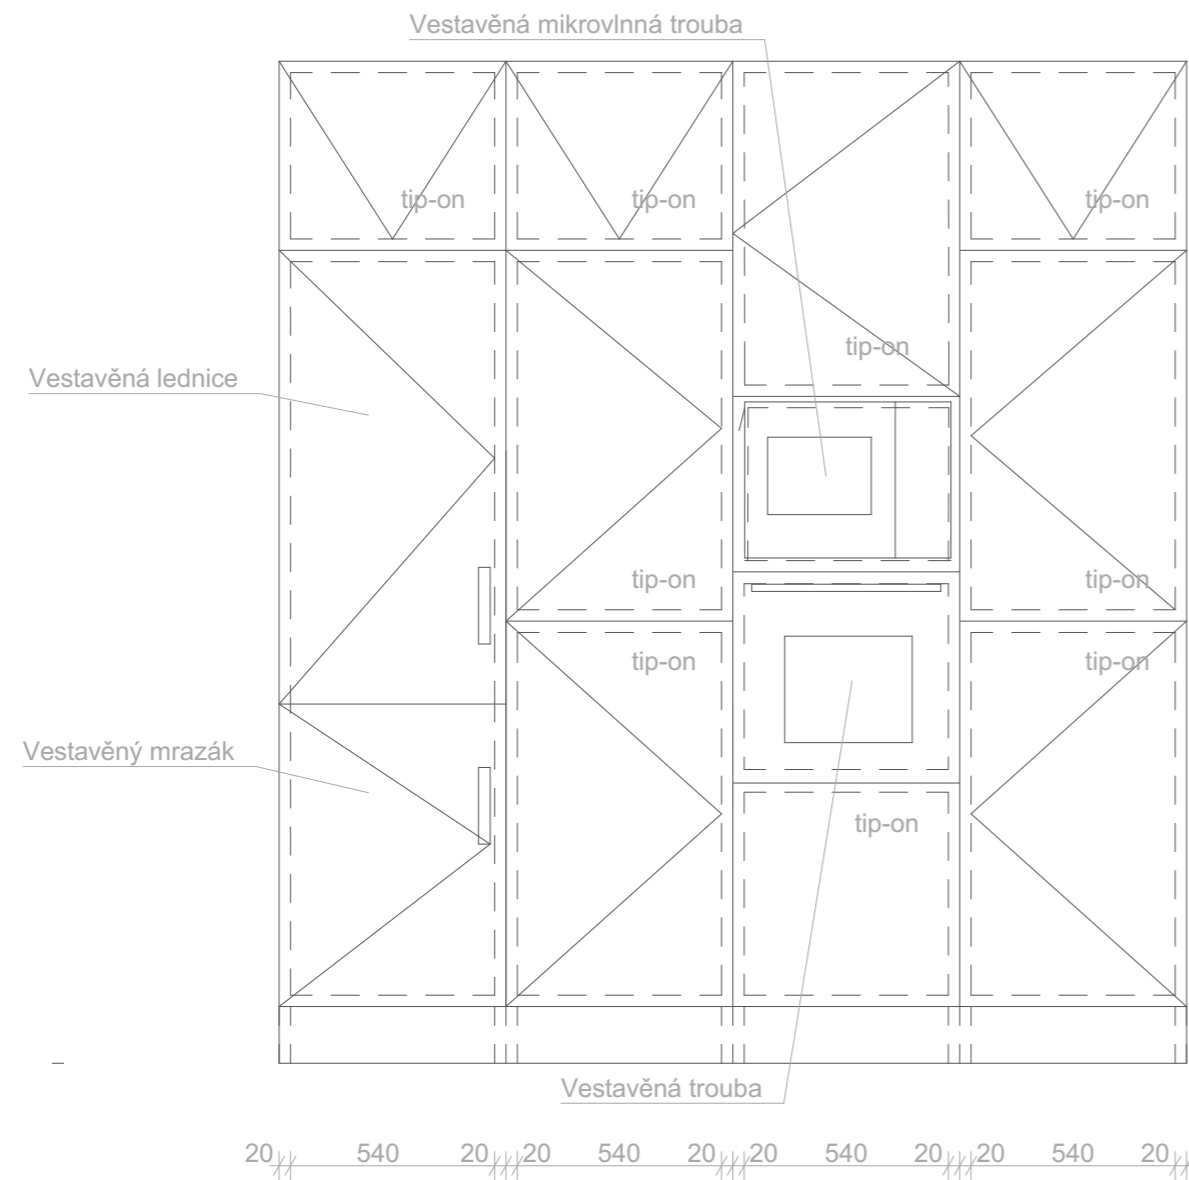 Vestavěná mikrovlnná trouba
tip-on
tip-on
tip-on
tip-on
Vestavěná lednice
tip-on
tip-on
tip-on
tip-on
Vestavěný mrazák
tip-on
Vestavěná trouba
20 540 20 20 540 20 20 540 20 20 540 20